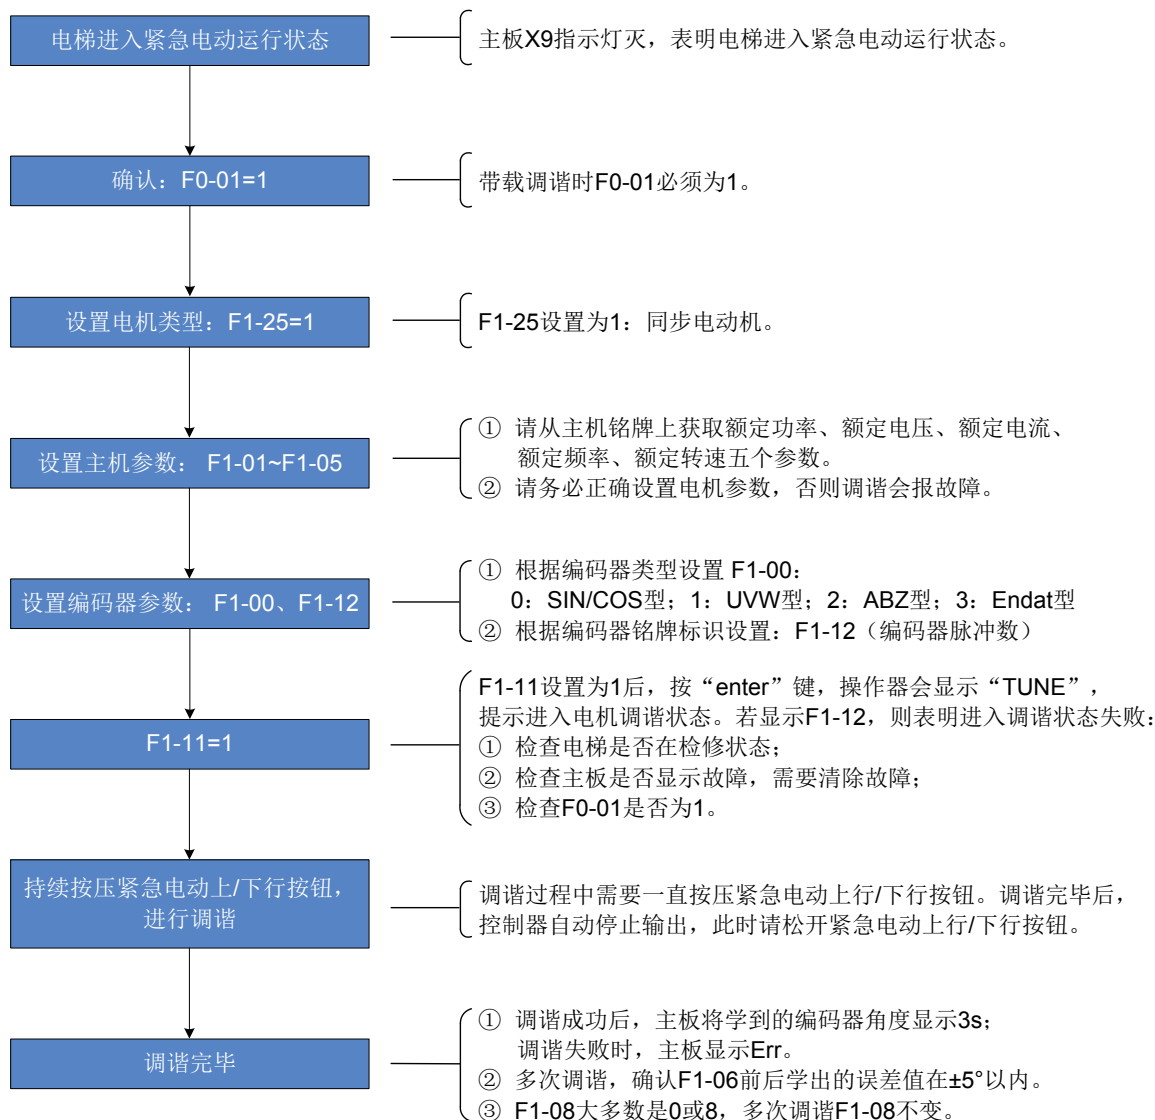 电梯进入紧急电动运行状态
主板X9指示灯灭，表明电梯进入紧急电动运行状态。
确认：F0-01=1
带载调谐时F0-01必须为1。
设置电机类型：F1-25=1
F1-25设置为1：同步电动机。
设置主机参数： F1-01~F1-05
① 请从主机铭牌上获取额定功率、额定电压、额定电流、
额定频率、额定转速五个参数。
② 请务必正确设置电机参数，否则调谐会报故障。
设置编码器参数： F1-00、F1-12
① 根据编码器类型设置 F1-00：
0：SIN/COS型；1：UVW型；2：ABZ型；3：Endat型
② 根据编码器铭牌标识设置：F1-12（编码器脉冲数）
F1-11=1
F1-11设置为1后，按“enter”键，操作器会显示“TUNE”，
提示进入电机调谐状态。若显示F1-12，则表明进入调谐状态失败：
① 检查电梯是否在检修状态；
② 检查主板是否显示故障，需要清除故障；
③ 检查F0-01是否为1。
持续按压紧急电动上/下行按钮，
进行调谐
调谐过程中需要一直按压紧急电动上行/下行按钮。调谐完毕后，
控制器自动停止输出，此时请松开紧急电动上行/下行按钮。
调谐完毕
① 调谐成功后，主板将学到的编码器角度显示3s；
调谐失败时，主板显示Err。
② 多次调谐，确认F1-06前后学出的误差值在±5°以内。
③ F1-08大多数是0或8，多次调谐F1-08不变。